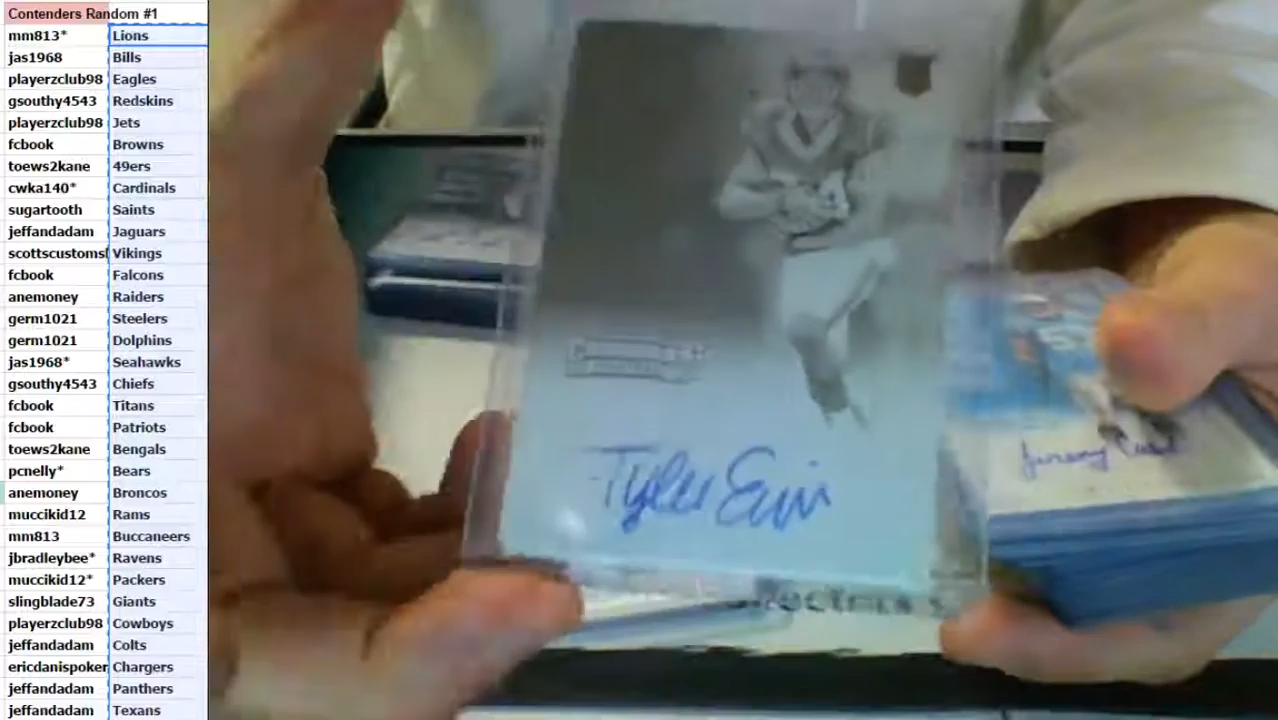 Contenders Random #1
mm813* Lions
jas1968 Bills
playerzclub98 Eagles
gsouthy4543 Redskins
playerzclub98 Jets
fcbook Browns
toews2kane 49ers
cwka140* Cardinals
sugartooth Saints
jeffandadam Jaguars
scottscustoms Vikings
fcbook Falcons
anemoney Raiders
germ1021 Steelers
germ1021 Dolphins
jas1968* Seahawks
gsouthy4543 Chiefs
fcbook Titans
fcbook Patriots
toews2kane Bengals
pcnelly* Bears
anemoney Broncos
muccikid12 Rams
mm813 Buccaneers
jbradleybee* Ravens
muccikid12* Packers
slingblade73 Giants
playerzclub98 Cowboys
jeffandadam Colts
ericdanispoker Chargers
jeffandadam Panthers
jeffandadam Texans
Tyler Ervin